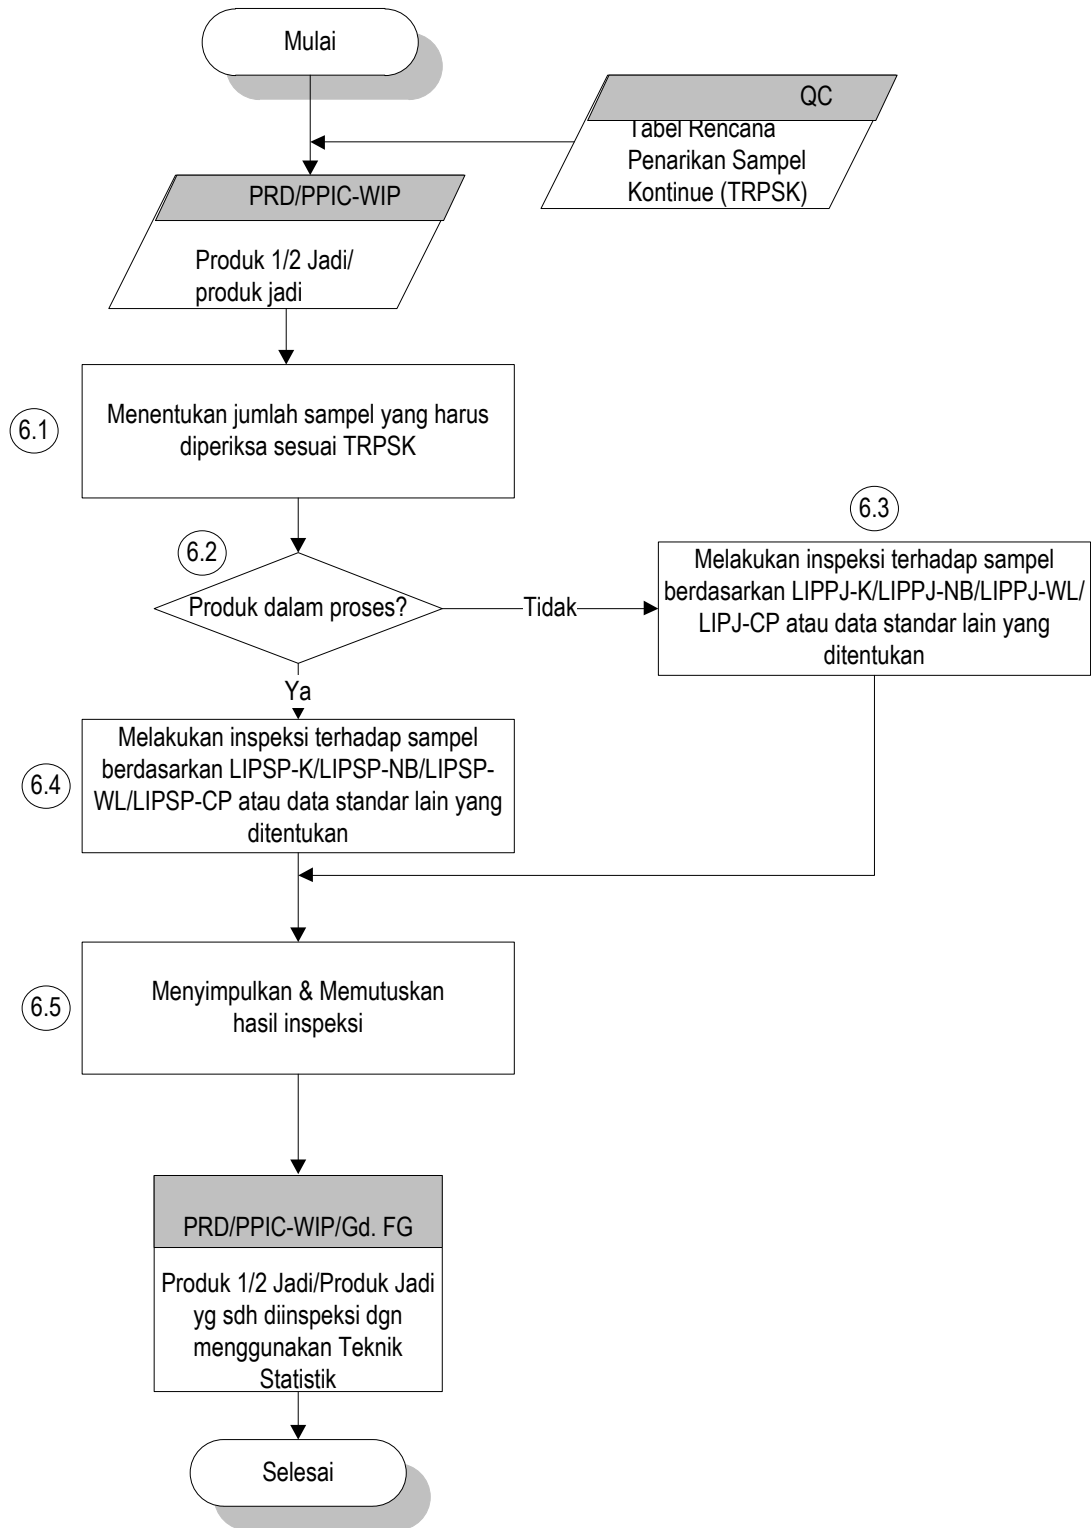 Mulai
QC
Tabel Rencana
Penarikan Sampel
Kontinue (TRPSK)
PRD/PPIC-WIP
Produk 1/2 Jadi/
produk jadi
6.1
Menentukan jumlah sampel yang harus
diperiksa sesuai TRPSK
6.2
Produk dalam proses?
Tidak
6.3
Melakukan inspeksi terhadap sampel
berdasarkan LIPPJ-K/LIPPJ-NB/LIPPJ-WL/
LIPJ-CP atau data standar lain yang
ditentukan
Ya
6.4
Melakukan inspeksi terhadap sampel
berdasarkan LIPSP-K/LIPSP-NB/LIPSP-
WL/LIPSP-CP atau data standar lain yang
ditentukan
6.5
Menyimpulkan & Memutuskan
hasil inspeksi
PRD/PPIC-WIP/Gd. FG
Produk 1/2 Jadi/Produk Jadi
yg sdh diinspeksi dgn
menggunakan Teknik
Statistik
Selesai